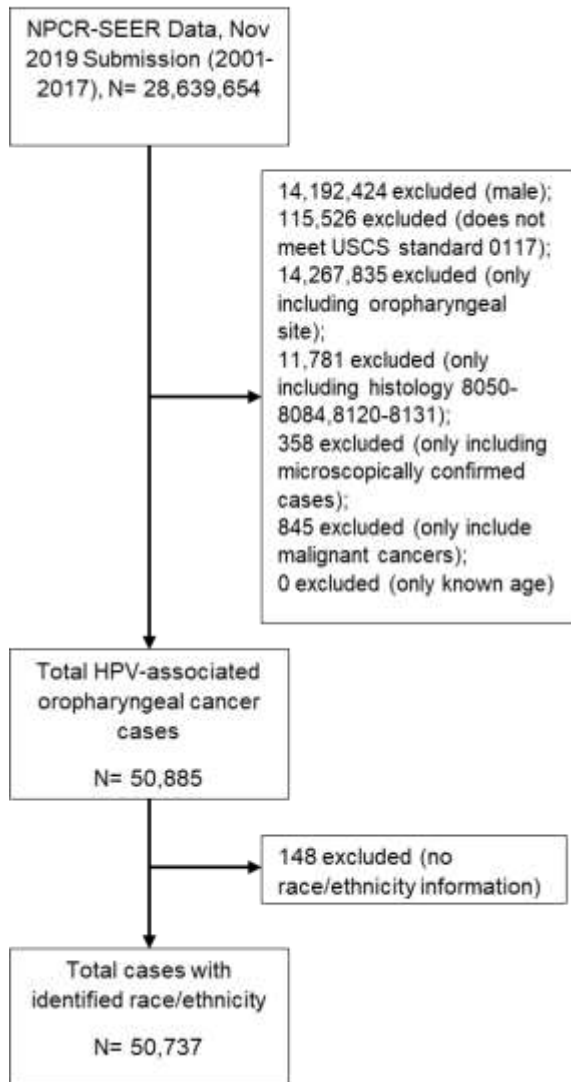 NPCR-SEER Data, Nov
2019 Submission (2001-
2017), N= 28,639,654
14,192,424 excluded (male);
115,526 excluded (does not
meet USCS standard 0117);
14,267,835 excluded (only
including oropharyngeal
site);
11,781 excluded (only
including histology 8050-
8084,8120-8131);
358 excluded (only including
microscopically confirmed
cases);
845 excluded (only include
malignant cancers);
0 excluded (only known age)
Total HPV-associated
oropharyngeal cancer
cases
N= 50,885
148 excluded (no
race/ethnicity information)
Total cases with
identified race/ethnicity
N= 50,737